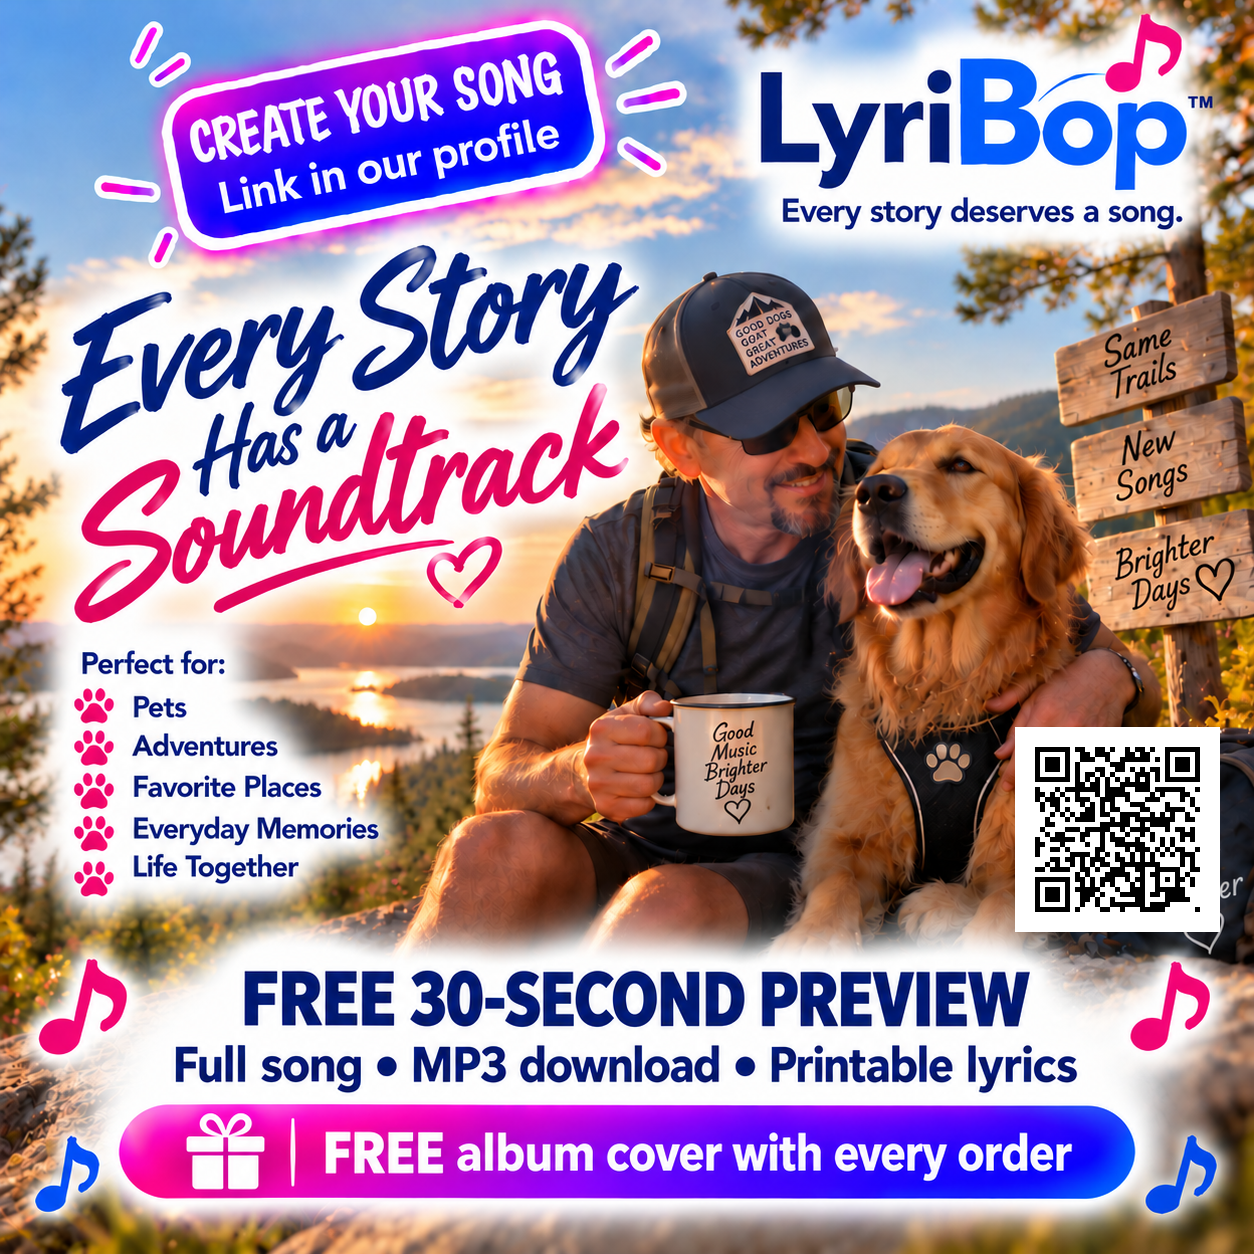 CREATE YOUR SONG
Link in our profile
LyriBop™
Every story deserves a song.
Every Story
Has a
Soundtrack
GOOD DOGS
GOAT
GREAT
ADVENTURES
Same
Trails
New
Songs
Brighter
Days
Perfect for:
Pets
Adventures
Favorite Places
Everyday Memories
Life Together
Good
Music
Brighter
Days
er
FREE 30-SECOND PREVIEW
Full song • MP3 download • Printable lyrics
FREE album cover with every order